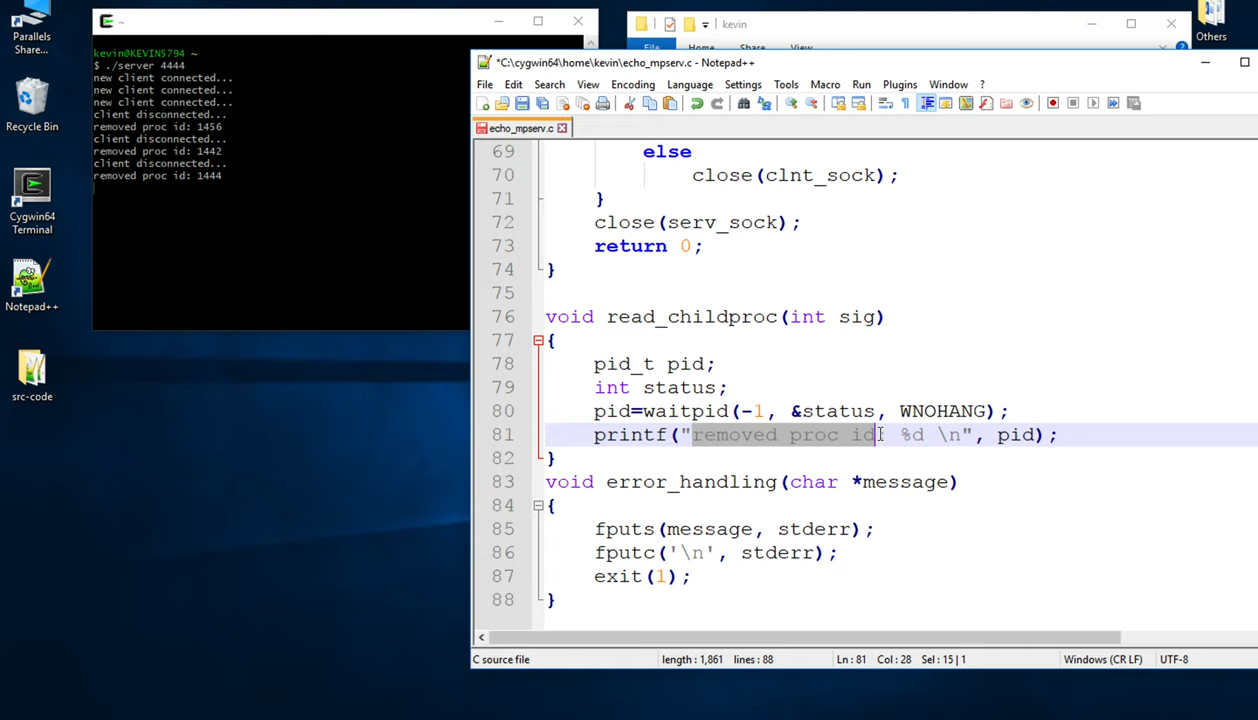 Parallels
Share...
Recycle Bin
Cygwin64
Terminal
Notepad++
src-code
Others
~
kevin@KEVIN5794 ~
$ ./server 4444
new client connected...
new client connected...
new client connected...
client disconnected...
removed proc id: 1456
client disconnected...
removed proc id: 1442
client disconnected...
removed proc id: 1444
kevin
File Home Share View
*C:\cygwin64\home\kevin\echo_mpserv.c - Notepad++
File Edit Search View Encoding Language Settings Tools Macro Run Plugins Window ?
echo_mpserv.c
69 else
70 close(clnt_sock);
71 }
72 close(serv_sock);
73 return 0;
74 }
75
76 void read_childproc(int sig)
77 {
78 pid_t pid;
79 int status;
80 pid=waitpid(-1, &status, WNOHANG);
81 printf("removed proc id: %d \n", pid);
82 }
83 void error_handling(char *message)
84 {
85 fputs(message, stderr);
86 fputc('\n', stderr);
87 exit(1);
88 }
C source file length : 1,861 lines : 88 Ln : 81 Col : 28 Sel : 15 | 1 Windows (CR LF) UTF-8